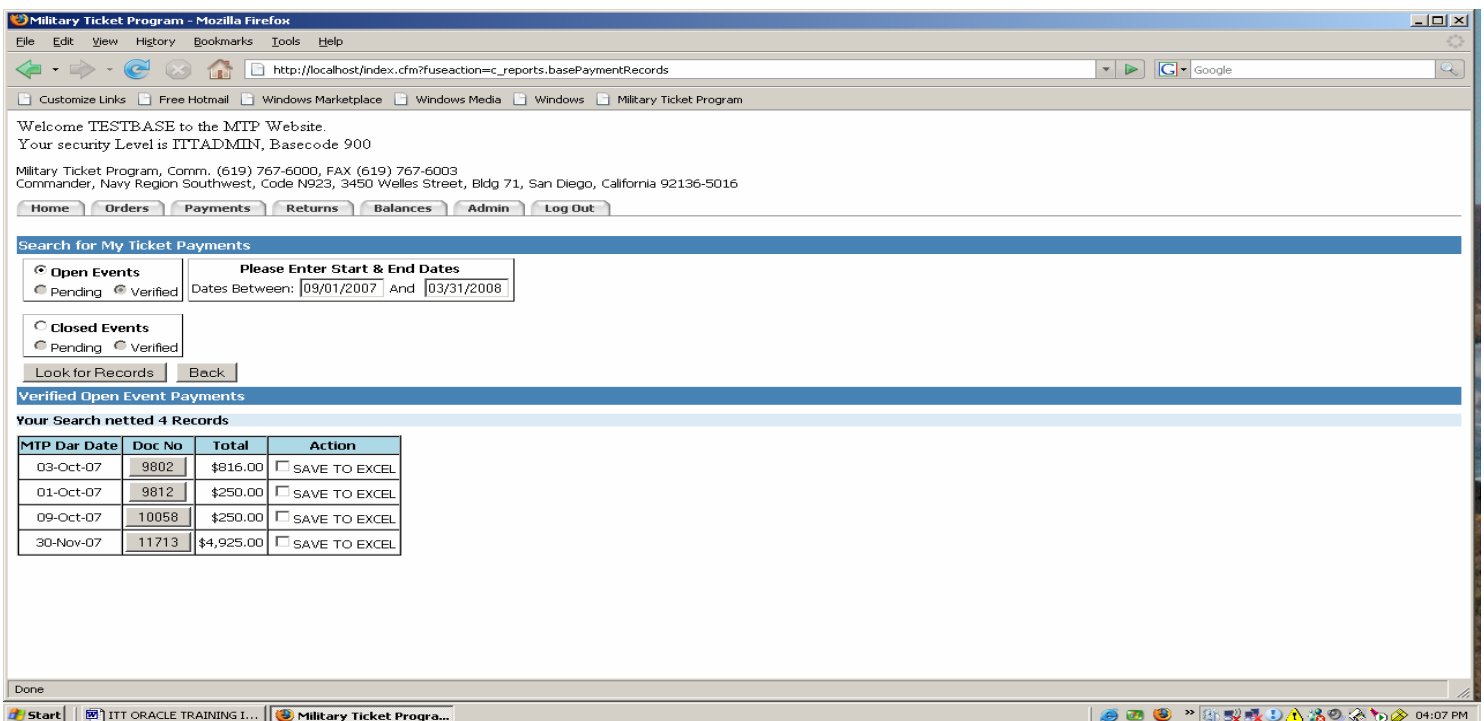 Military Ticket Program - Mozilla Firefox
File Edit View History Bookmarks Tools Help
http://localhost/index.cfm?fuseaction=c_reports.basePaymentRecords G Google
Customize Links Free Hotmail Windows Marketplace Windows Media Windows Military Ticket Program
Welcome TESTBASE to the MTP Website.
Your security Level is ITTADMIN, Basecode 900
Military Ticket Program, Comm. (619) 767-6000, FAX (619) 767-6003
Commander, Navy Region Southwest, Code N923, 3450 Welles Street, Bldg 71, San Diego, California 92136-5016
Home Orders Payments Returns Balances Admin Log Out
Search for My Ticket Payments
Open Events Please Enter Start & End Dates
Pending Verified Dates Between: 09/01/2007 And 03/31/2008
Closed Events
Pending Verified
Look for Records Back
Verified Open Event Payments
Your Search netted 4 Records
MTP Dar Date Doc No Total Action
03-Oct-07 9802 $816.00 SAVE TO EXCEL
01-Oct-07 9812 $250.00 SAVE TO EXCEL
09-Oct-07 10058 $250.00 SAVE TO EXCEL
30-Nov-07 11713 $4,925.00 SAVE TO EXCEL
Done
Start ITT ORACLE TRAINING I... Military Ticket Progra... 04:07 PM